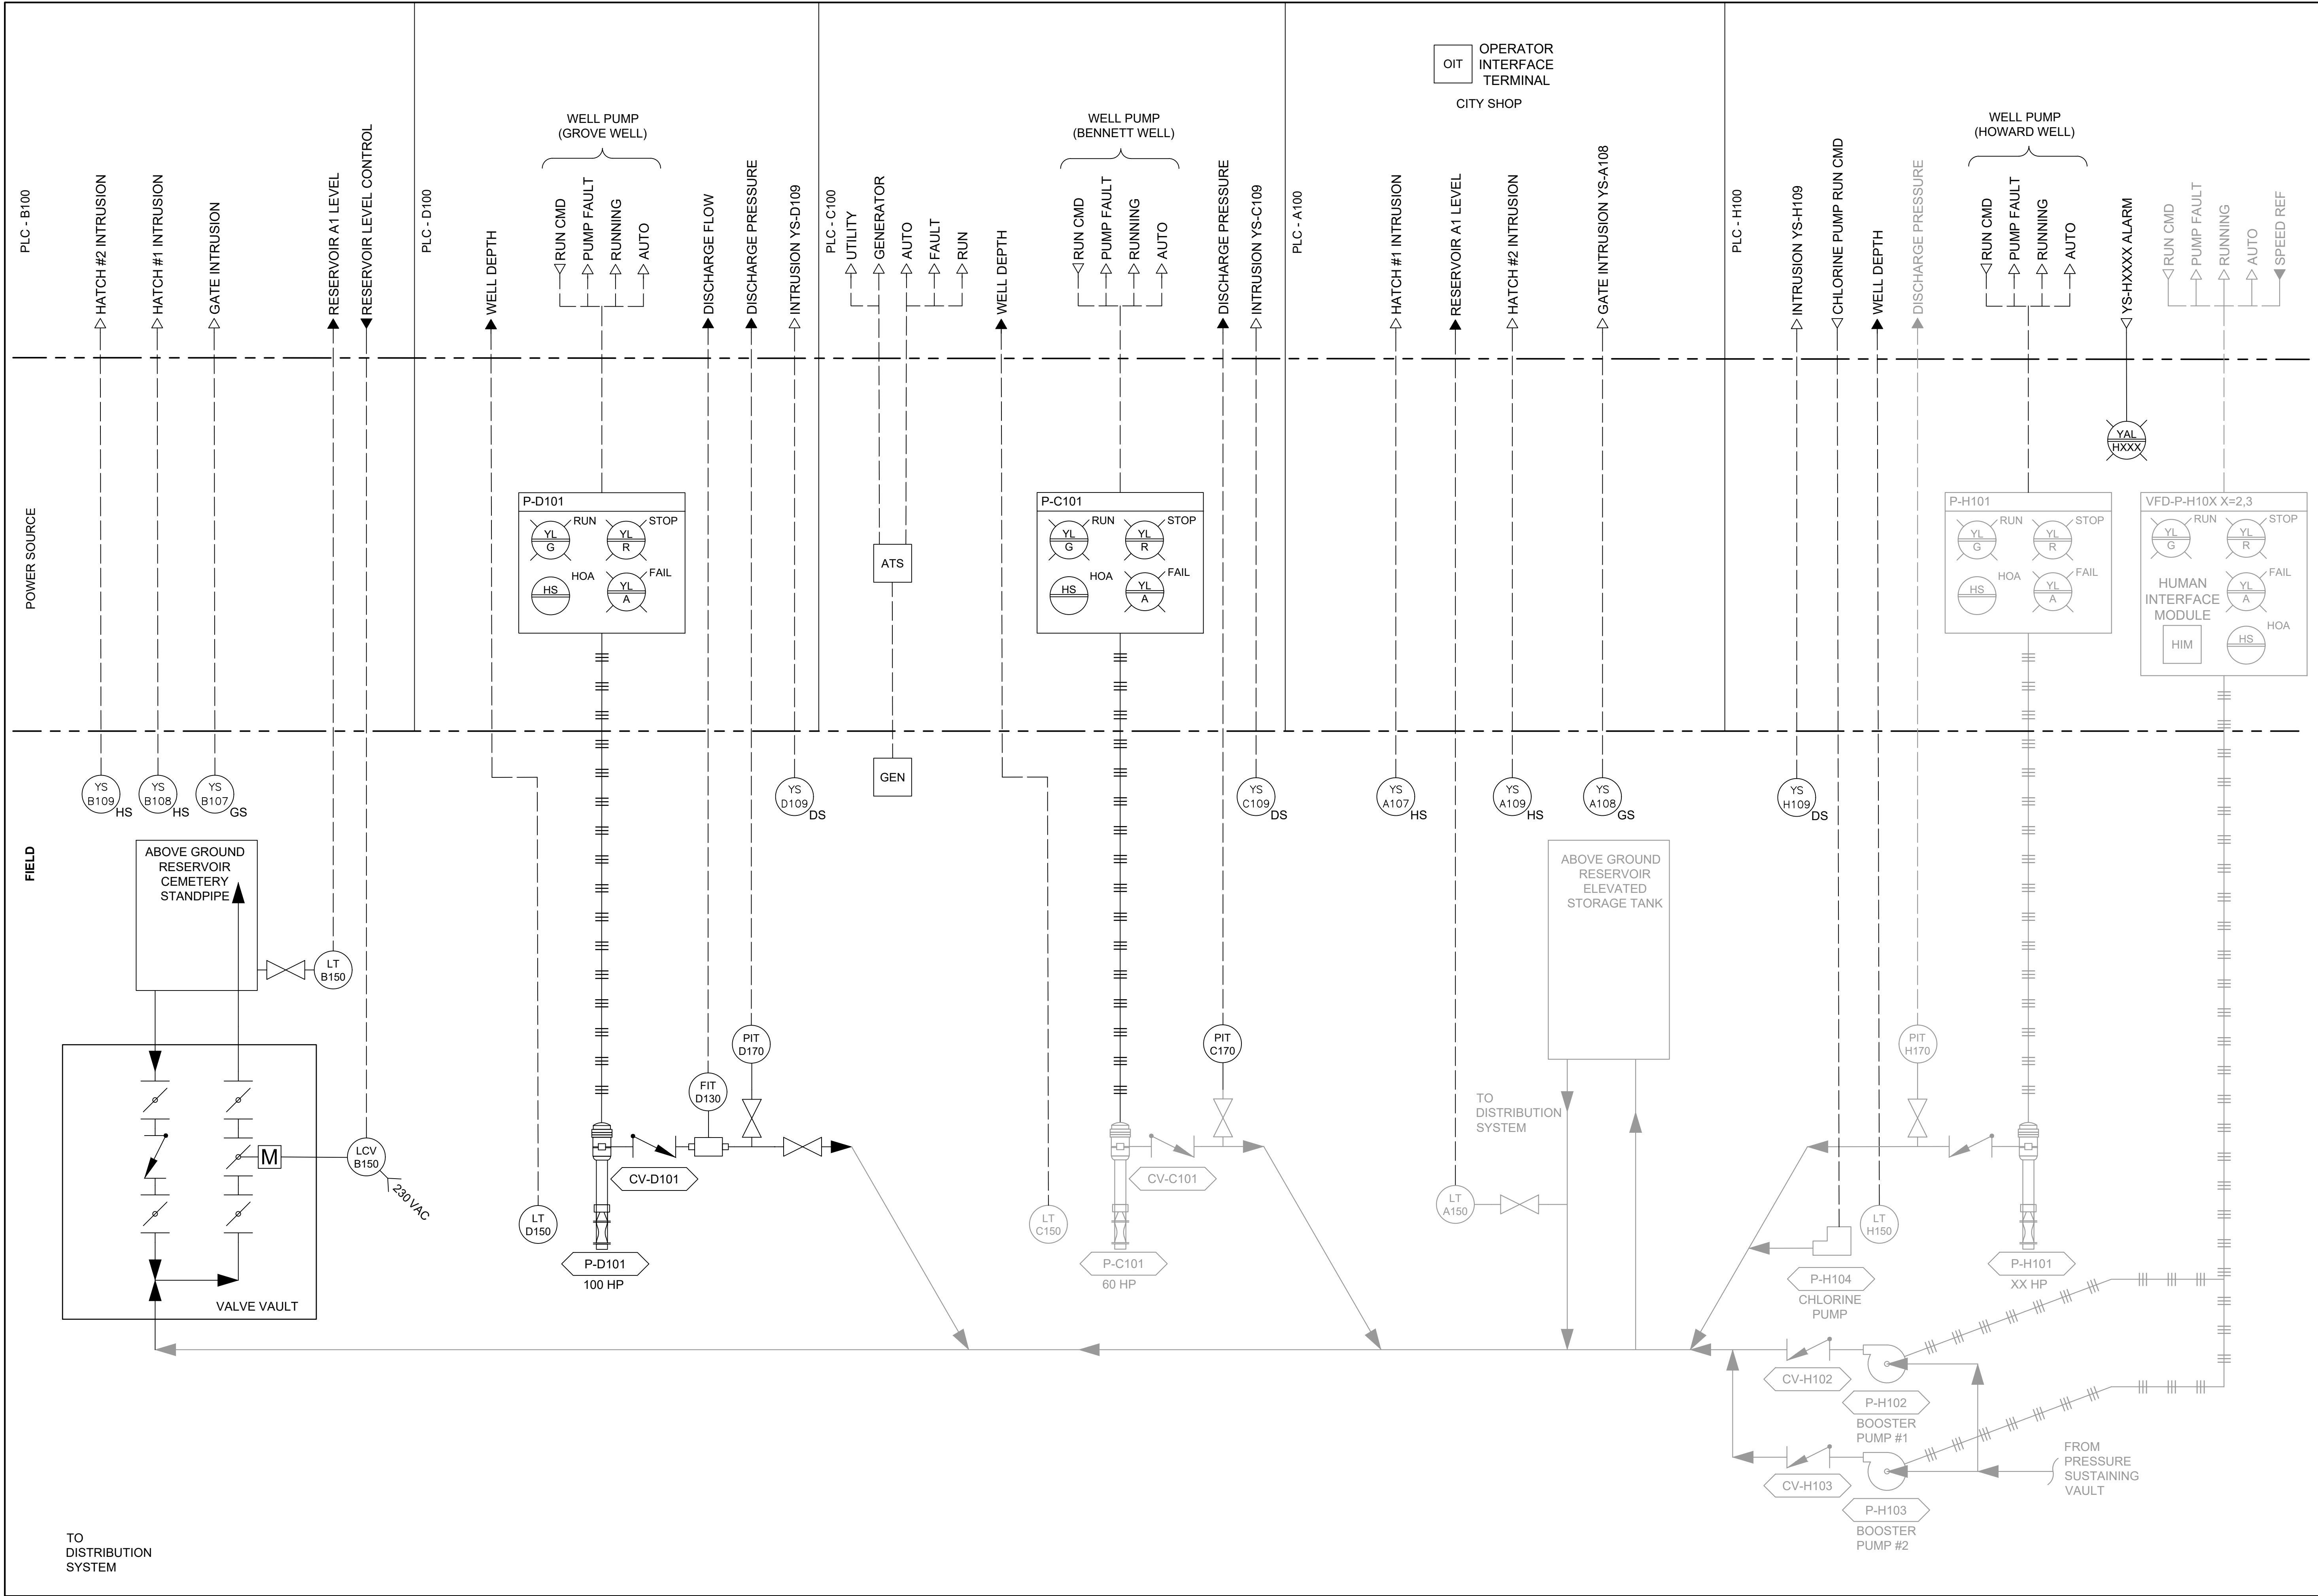 OIT
OPERATOR
INTERFACE
TERMINAL
CITY SHOP
PLC - B100
HATCH #2 INTRUSION
HATCH #1 INTRUSION
GATE INTRUSION
RESERVOIR A1 LEVEL
RESERVOIR LEVEL CONTROL
PLC - D100
WELL DEPTH
WELL PUMP
(GROVE WELL)
RUN CMD
PUMP FAULT
RUNNING
AUTO
DISCHARGE FLOW
DISCHARGE PRESSURE
INTRUSION YS-D109
PLC - C100
UTILITY
GENERATOR
AUTO
FAULT
RUN
WELL DEPTH
WELL PUMP
(BENNETT WELL)
RUN CMD
PUMP FAULT
RUNNING
AUTO
DISCHARGE PRESSURE
INTRUSION YS-C109
PLC - A100
HATCH #1 INTRUSION
RESERVOIR A1 LEVEL
HATCH #2 INTRUSION
GATE INTRUSION YS-A108
PLC - H100
INTRUSION YS-H109
CHLORINE PUMP RUN CMD
WELL DEPTH
DISCHARGE PRESSURE
WELL PUMP
(HOWARD WELL)
RUN CMD
PUMP FAULT
RUNNING
AUTO
YS-HXXXX ALARM
RUN CMD
PUMP FAULT
RUNNING
AUTO
SPEED REF
YAL
HXXX
POWER SOURCE
P-D101
YL
G
RUN
YL
R
STOP
HS
HOA
YL
A
FAIL
ATS
P-C101
YL
G
RUN
YL
R
STOP
HS
HOA
YL
A
FAIL
P-H101
YL
G
RUN
YL
R
STOP
HS
HOA
YL
A
FAIL
VFD-P-H10X X=2,3
YL
G
RUN
YL
R
STOP
HUMAN
INTERFACE
MODULE
YL
A
FAIL
HIM
HS
HOA
FIELD
YS
B109
HS
YS
B108
HS
YS
B107
GS
YS
D109
DS
GEN
YS
C109
DS
YS
A107
HS
YS
A109
HS
YS
A108
GS
YS
H109
DS
ABOVE GROUND
RESERVOIR
CEMETERY
STANDPIPE
LT
B150
ABOVE GROUND
RESERVOIR
ELEVATED
STORAGE TANK
PIT
D170
FIT
D130
PIT
C170
PIT
H170
TO
DISTRIBUTION
SYSTEM
M
LCV
B150
230 VAC
CV-D101
CV-C101
LT
D150
LT
C150
LT
A150
LT
H150
P-D101
100 HP
P-C101
60 HP
P-H104
CHLORINE
PUMP
P-H101
XX HP
VALVE VAULT
CV-H102
P-H102
BOOSTER
PUMP #1
CV-H103
P-H103
BOOSTER
PUMP #2
FROM
PRESSURE
SUSTAINING
VAULT
TO
DISTRIBUTION
SYSTEM